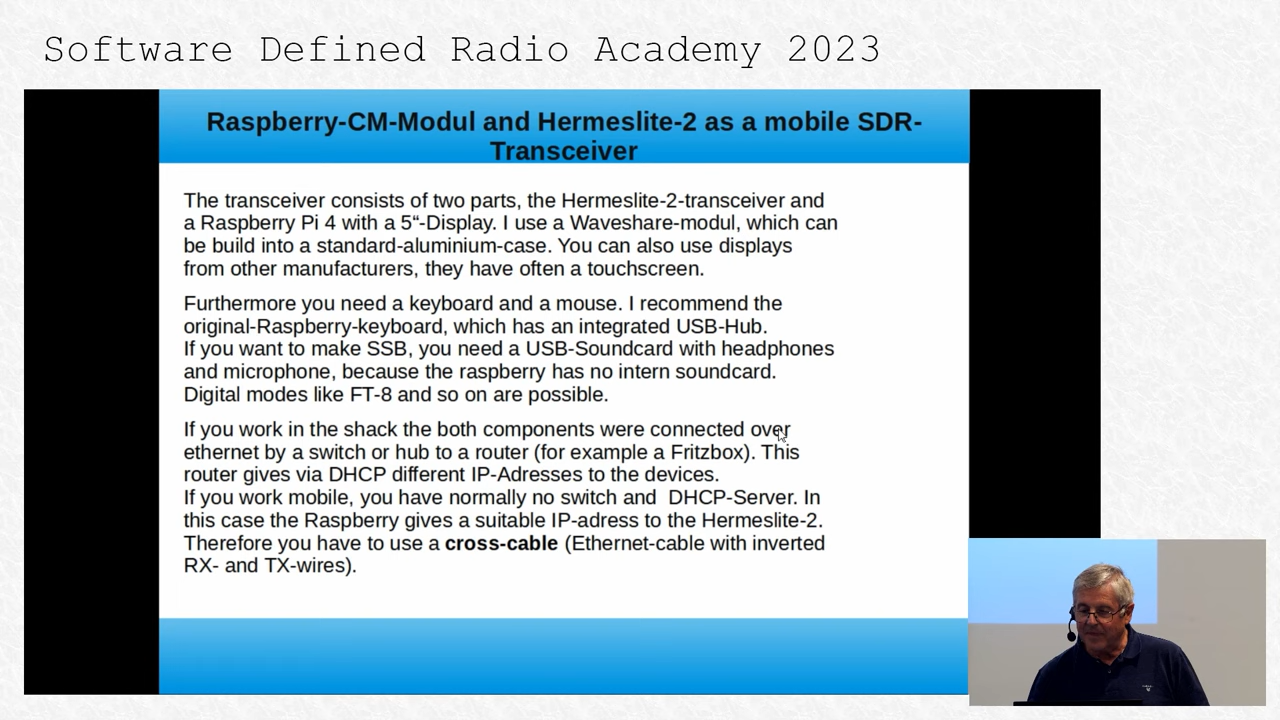 Software Defined Radio Academy 2023
Raspberry-CM-Modul and Hermeslite-2 as a mobile SDR-
Transceiver
The transceiver consists of two parts, the Hermeslite-2-transceiver and
a Raspberry Pi 4 with a 5“-Display. I use a Waveshare-modul, which can
be build into a standard-aluminium-case. You can also use displays
from other manufacturers, they have often a touchscreen.
Furthermore you need a keyboard and a mouse. I recommend the
original-Raspberry-keyboard, which has an integrated USB-Hub.
If you want to make SSB, you need a USB-Soundcard with headphones
and microphone, because the raspberry has no intern soundcard.
Digital modes like FT-8 and so on are possible.
If you work in the shack the both components were connected over
ethernet by a switch or hub to a router (for example a Fritzbox). This
router gives via DHCP different IP-Adresses to the devices.
If you work mobile, you have normally no switch and  DHCP-Server. In
this case the Raspberry gives a suitable IP-adress to the Hermeslite-2.
Therefore you have to use a cross-cable (Ethernet-cable with inverted
RX- and TX-wires).